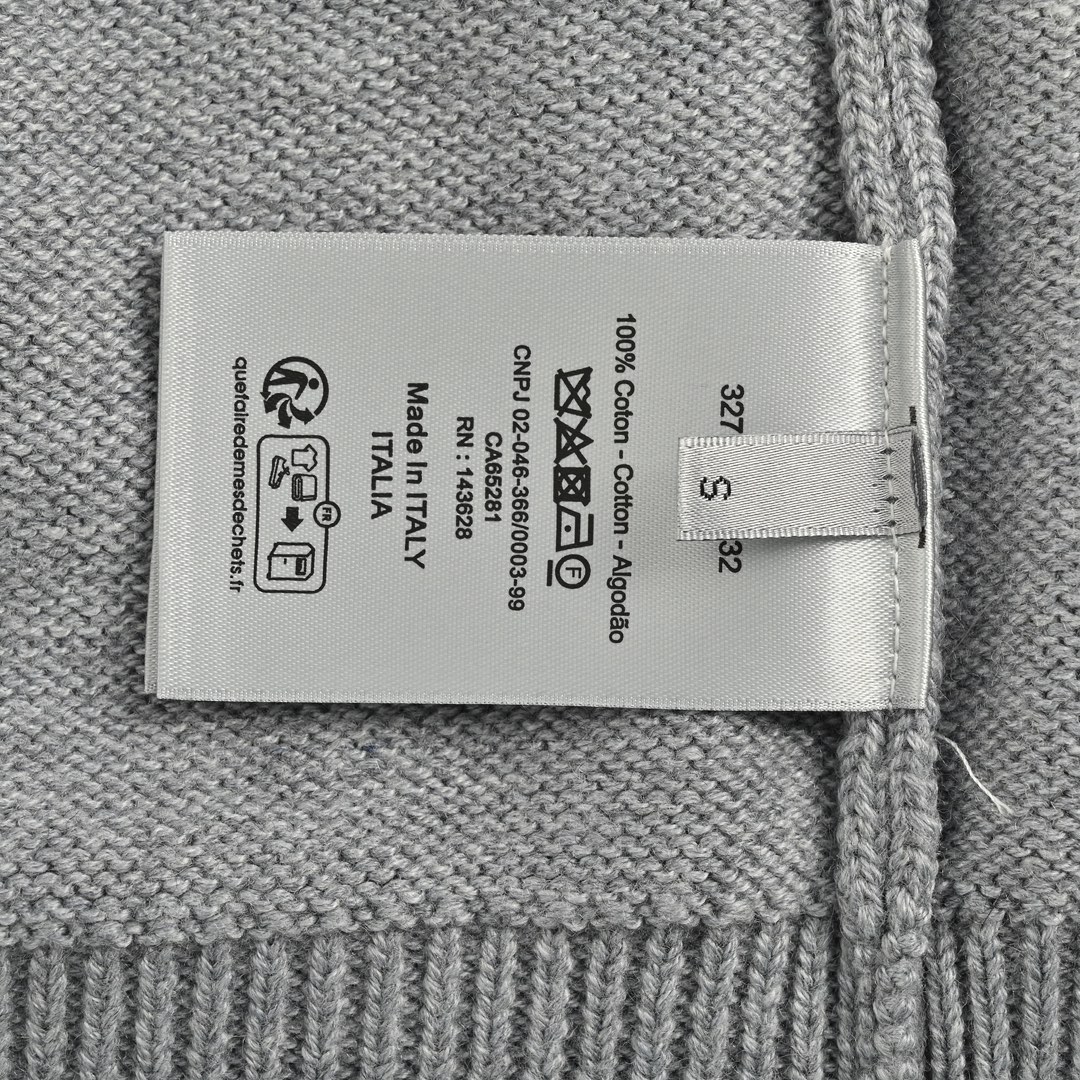 327
32
S
100% Coton - Cotton - Algodão
F
CNPJ 02-046-366/0003-99
CA65281
RN : 143628
Made In ITALY
ITALIA
FR
quefairedemesdechets.fr